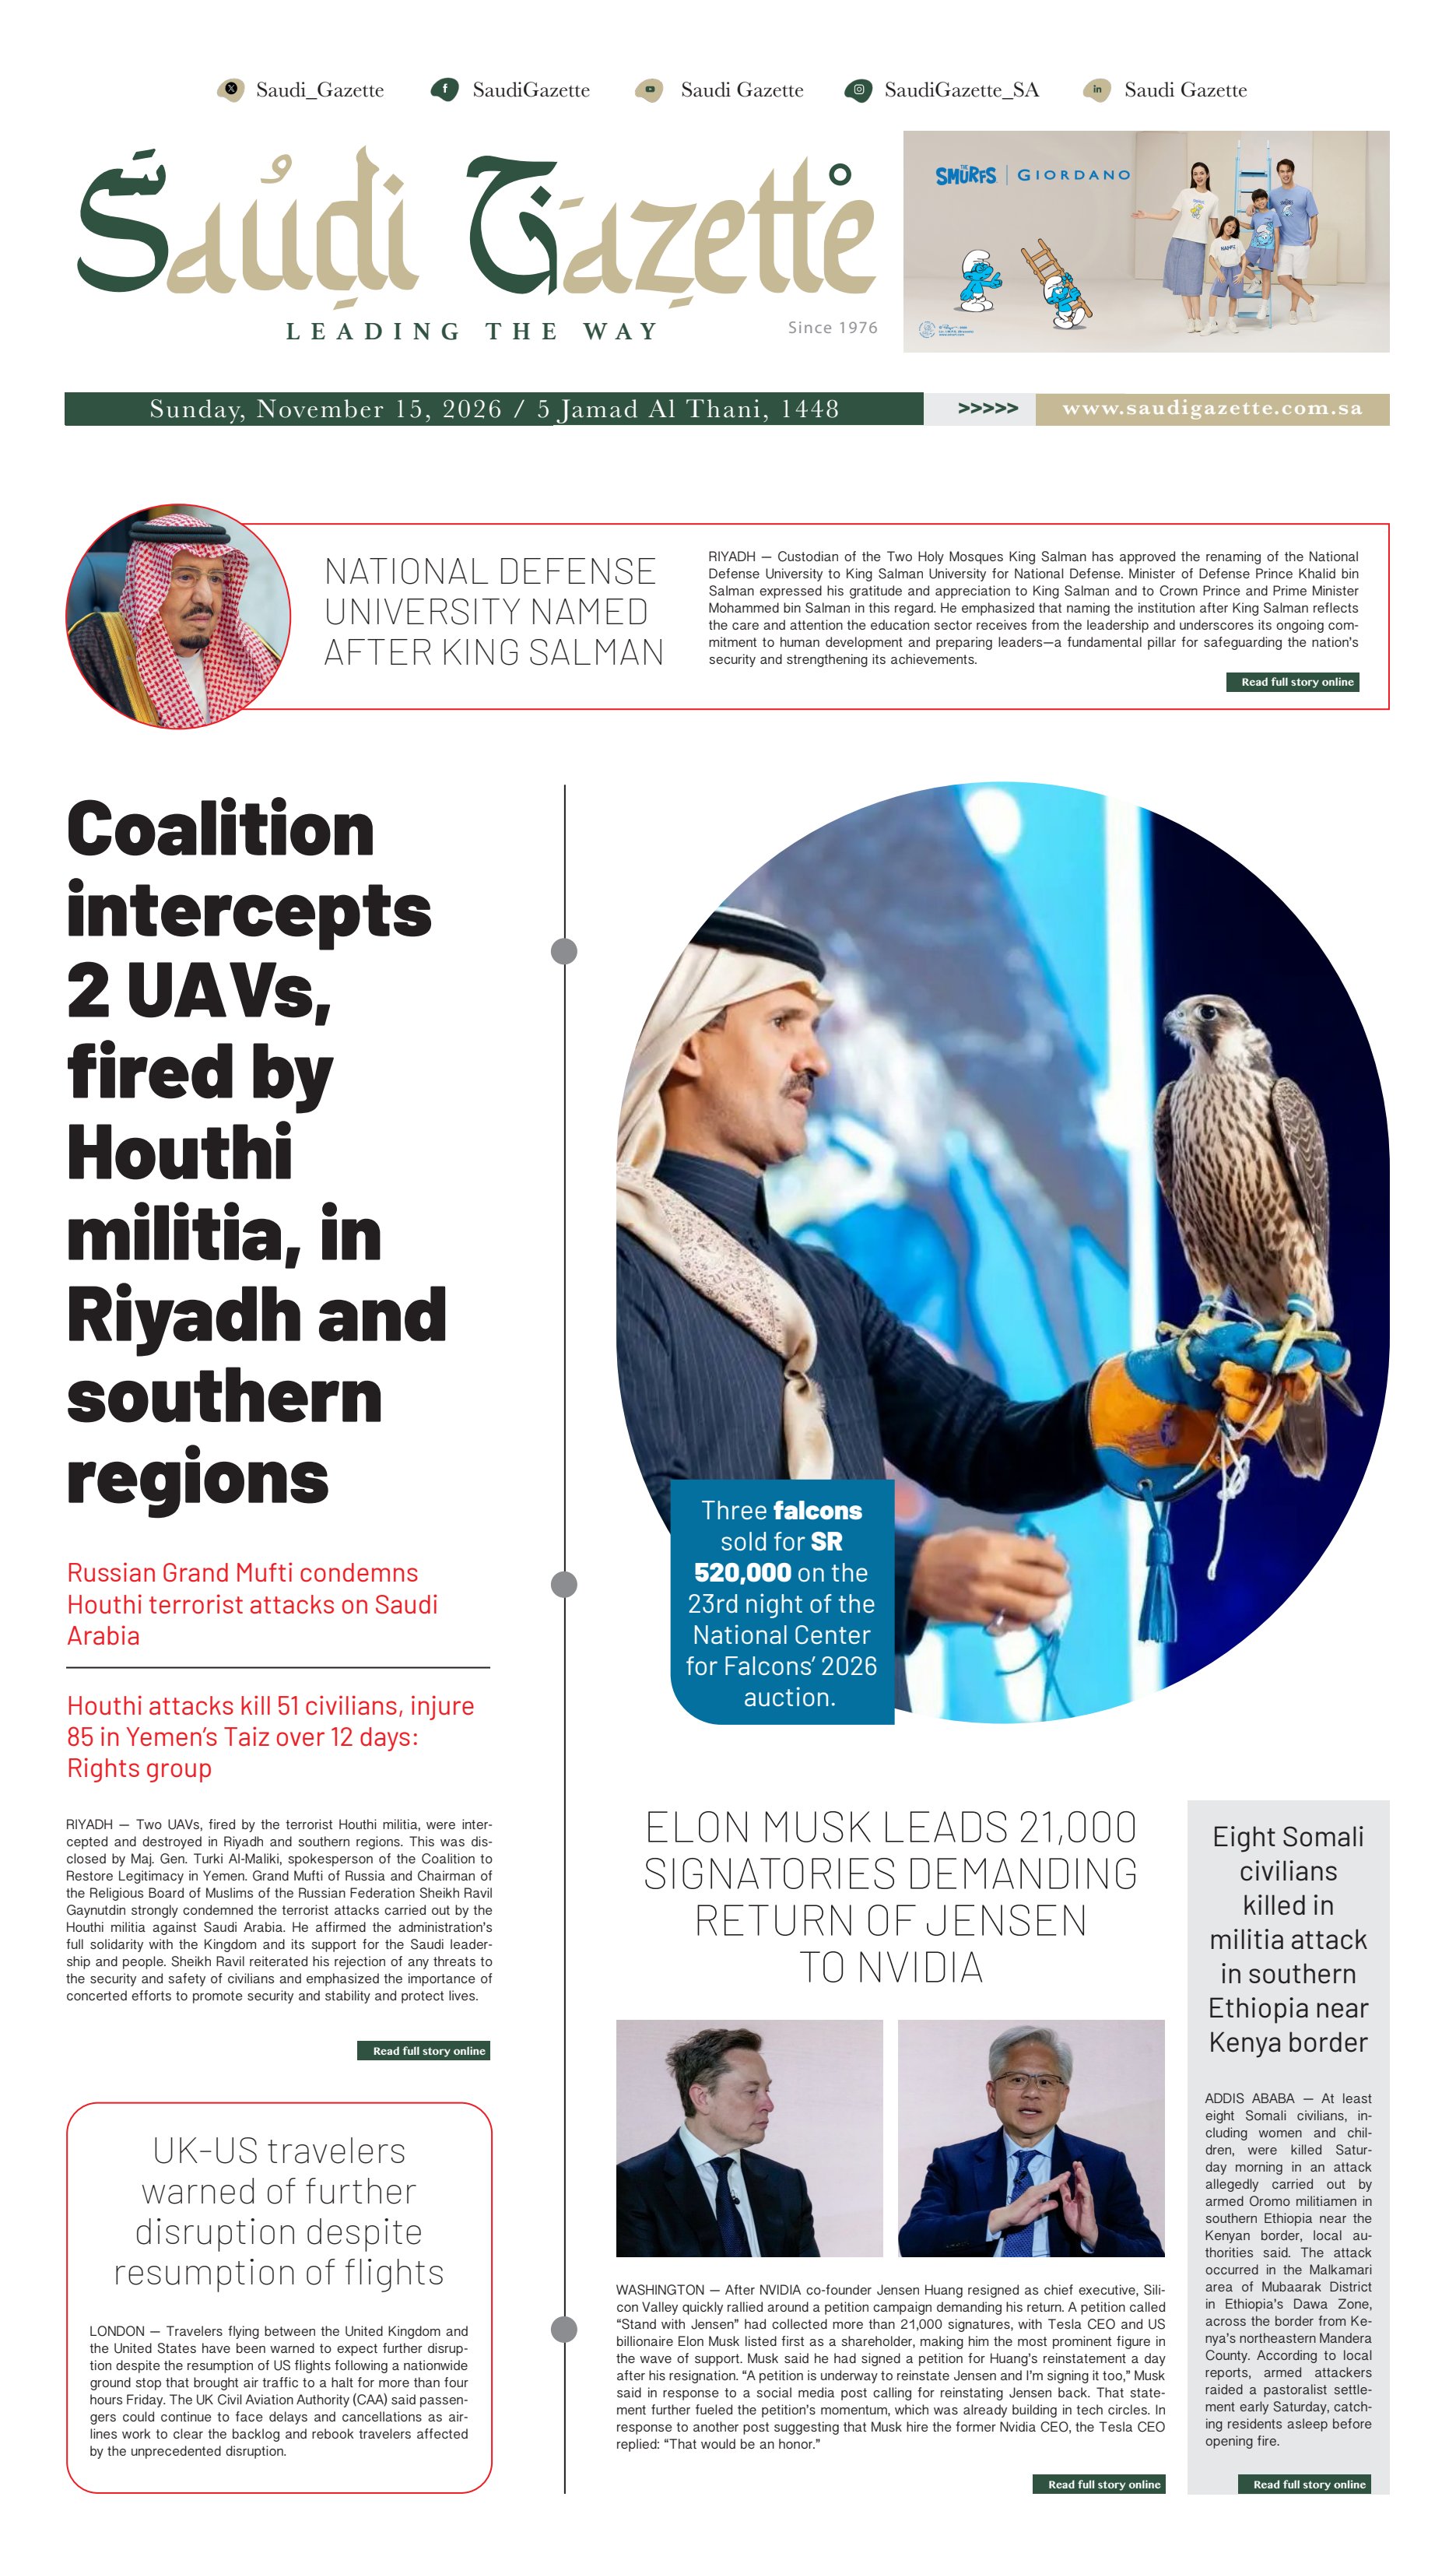 Saudi_Gazette
SaudiGazette
Saudi Gazette
SaudiGazette_SA
Saudi Gazette
Saudi Gazette
LEADING THE WAY
Since 1976
THE SMURFS | GIORDANO
Sunday, November 15, 2026 / 5 Jamad Al Thani, 1448
>>>>>
www.saudigazette.com.sa
NATIONAL DEFENSE
UNIVERSITY NAMED
AFTER KING SALMAN
RIYADH — Custodian of the Two Holy Mosques King Salman has approved the renaming of the National
Defense University to King Salman University for National Defense. Minister of Defense Prince Khalid bin
Salman expressed his gratitude and appreciation to King Salman and to Crown Prince and Prime Minister
Mohammed bin Salman in this regard. He emphasized that naming the institution after King Salman reflects
the care and attention the education sector receives from the leadership and underscores its ongoing com-
mitment to human development and preparing leaders—a fundamental pillar for safeguarding the nation's
security and strengthening its achievements.
Read full story online
Coalition
intercepts
2 UAVs,
fired by
Houthi
militia, in
Riyadh and
southern
regions
Russian Grand Mufti condemns
Houthi terrorist attacks on Saudi
Arabia
Houthi attacks kill 51 civilians, injure
85 in Yemen's Taiz over 12 days:
Rights group
RIYADH — Two UAVs, fired by the terrorist Houthi militia, were inter-
cepted and destroyed in Riyadh and southern regions. This was dis-
closed by Maj. Gen. Turki Al-Maliki, spokesperson of the Coalition to
Restore Legitimacy in Yemen. Grand Mufti of Russia and Chairman of
the Religious Board of Muslims of the Russian Federation Sheikh Ravil
Gaynutdin strongly condemned the terrorist attacks carried out by the
Houthi militia against Saudi Arabia. He affirmed the administration's
full solidarity with the Kingdom and its support for the Saudi leader-
ship and people. Sheikh Ravil reiterated his rejection of any threats to
the security and safety of civilians and emphasized the importance of
concerted efforts to promote security and stability and protect lives.
Read full story online
UK-US travelers
warned of further
disruption despite
resumption of flights
LONDON — Travelers flying between the United Kingdom and
the United States have been warned to expect further disrup-
tion despite the resumption of US flights following a nationwide
ground stop that brought air traffic to a halt for more than four
hours Friday. The UK Civil Aviation Authority (CAA) said passen-
gers could continue to face delays and cancellations as air-
lines work to clear the backlog and rebook travelers affected
by the unprecedented disruption.
Three falcons
sold for SR
520,000 on the
23rd night of the
National Center
for Falcons' 2026
auction.
ELON MUSK LEADS 21,000
SIGNATORIES DEMANDING
RETURN OF JENSEN
TO NVIDIA
WASHINGTON — After NVIDIA co-founder Jensen Huang resigned as chief executive, Sili-
con Valley quickly rallied around a petition campaign demanding his return. A petition called
“Stand with Jensen” had collected more than 21,000 signatures, with Tesla CEO and US
billionaire Elon Musk listed first as a shareholder, making him the most prominent figure in
the wave of support. Musk said he had signed a petition for Huang's reinstatement a day
after his resignation. “A petition is underway to reinstate Jensen and I'm signing it too,” Musk
said in response to a social media post calling for reinstating Jensen back. That state-
ment further fueled the petition's momentum, which was already building in tech circles. In
response to another post suggesting that Musk hire the former Nvidia CEO, the Tesla CEO
replied: “That would be an honor.”
Read full story online
Eight Somali
civilians
killed in
militia attack
in southern
Ethiopia near
Kenya border
ADDIS ABABA — At least
eight Somali civilians, in-
cluding women and chil-
dren, were killed Satur-
day morning in an attack
allegedly carried out by
armed Oromo militiamen in
southern Ethiopia near the
Kenyan border, local au-
thorities said. The attack
occurred in the Malkamari
area of Mubaarak District
in Ethiopia's Dawa Zone,
across the border from Ke-
nya's northeastern Mandera
County. According to local
reports, armed attackers
raided a pastoralist settle-
ment early Saturday, catch-
ing residents asleep before
opening fire.
Read full story online